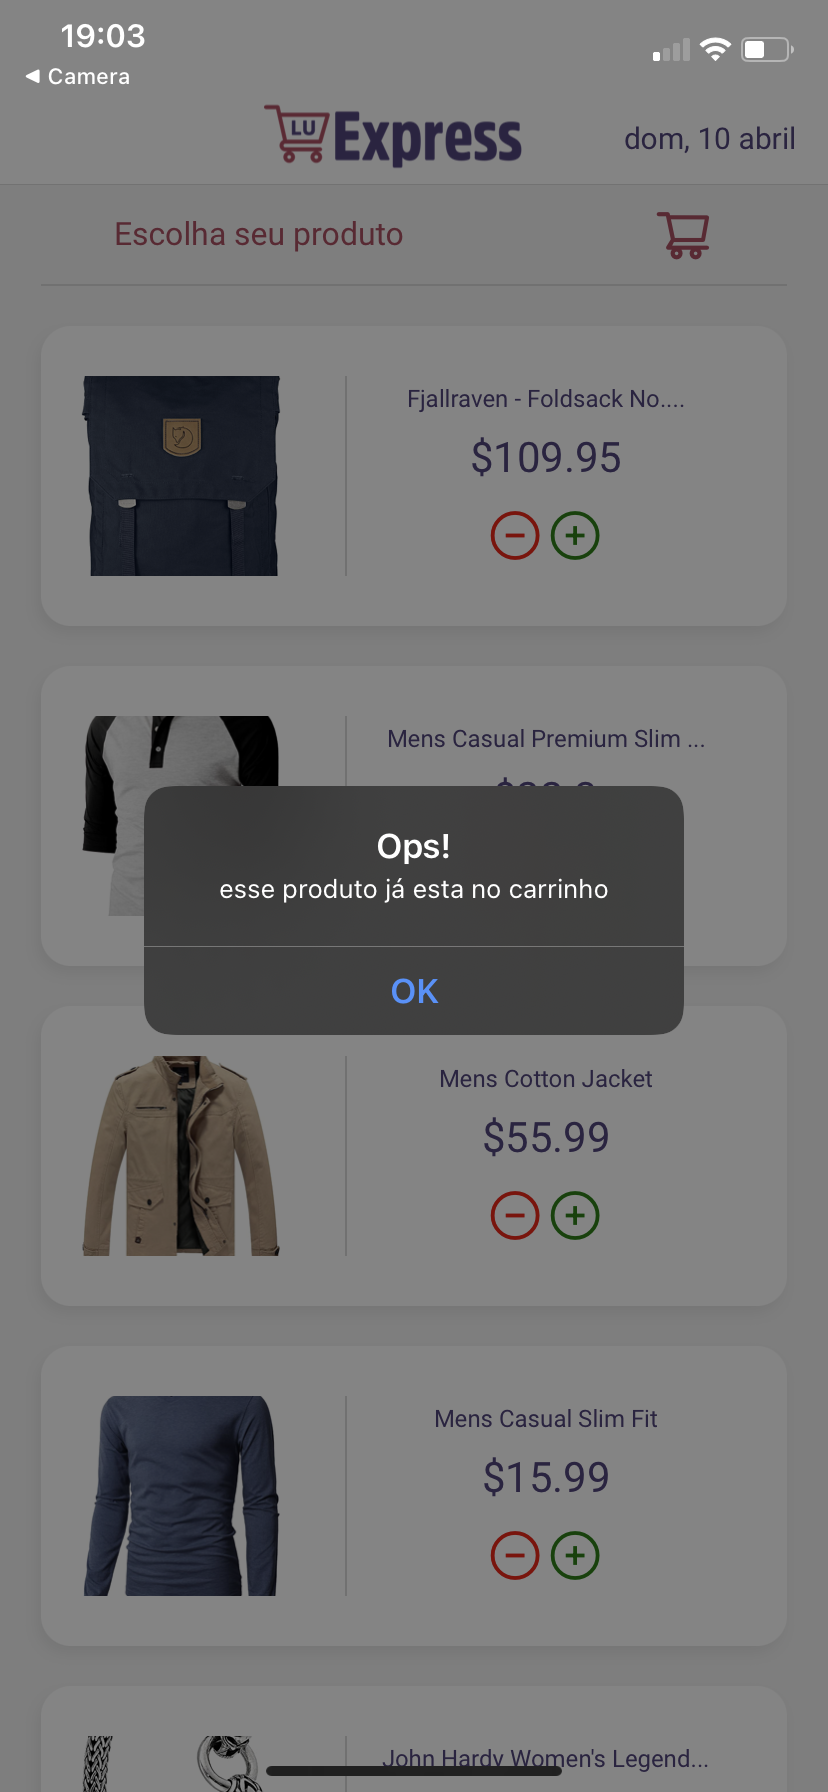 19:03
◀ Camera
LU Express
dom, 10 abril
Escolha seu produto
Fjallraven - Foldsack No....
$109.95
Mens Casual Premium Slim ...
Ops!
esse produto já esta no carrinho
OK
Mens Cotton Jacket
$55.99
Mens Casual Slim Fit
$15.99
John Hardy Women's Legend...